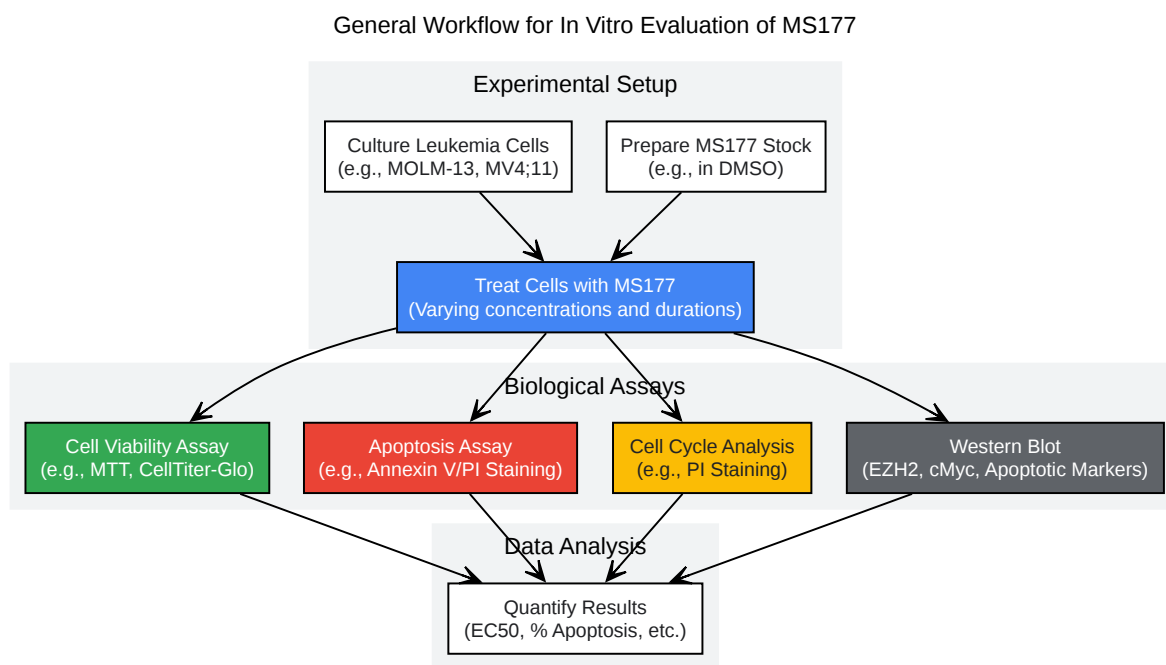 General Workflow for In Vitro Evaluation of MS177
Experimental Setup
Culture Leukemia Cells
(e.g., MOLM-13, MV4;11)
Prepare MS177 Stock
(e.g., in DMSO)
Treat Cells with MS177
(Varying concentrations and durations)
Biological Assays
Cell Viability Assay
(e.g., MTT, CellTiter-Glo)
Apoptosis Assay
(e.g., Annexin V/PI Staining)
Cell Cycle Analysis
(e.g., PI Staining)
Western Blot
(EZH2, cMyc, Apoptotic Markers)
Data Analysis
Quantify Results
(EC50, % Apoptosis, etc.)